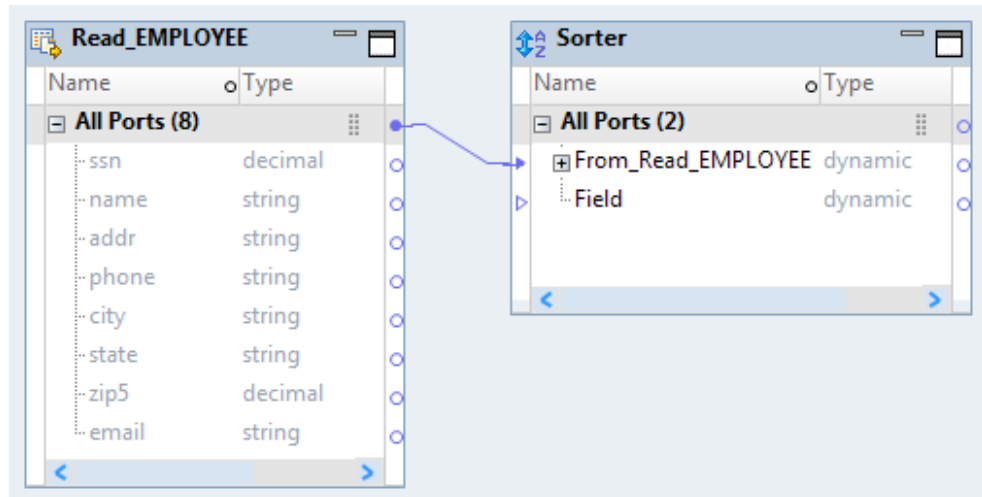 Read_EMPLOYEE
Name Type
All Ports (8)
ssn decimal
name string
addr string
phone string
city string
state string
zip5 decimal
email string
A Z Sorter
Name Type
All Ports (2)
From_Read_EMPLOYEE dynamic
Field dynamic